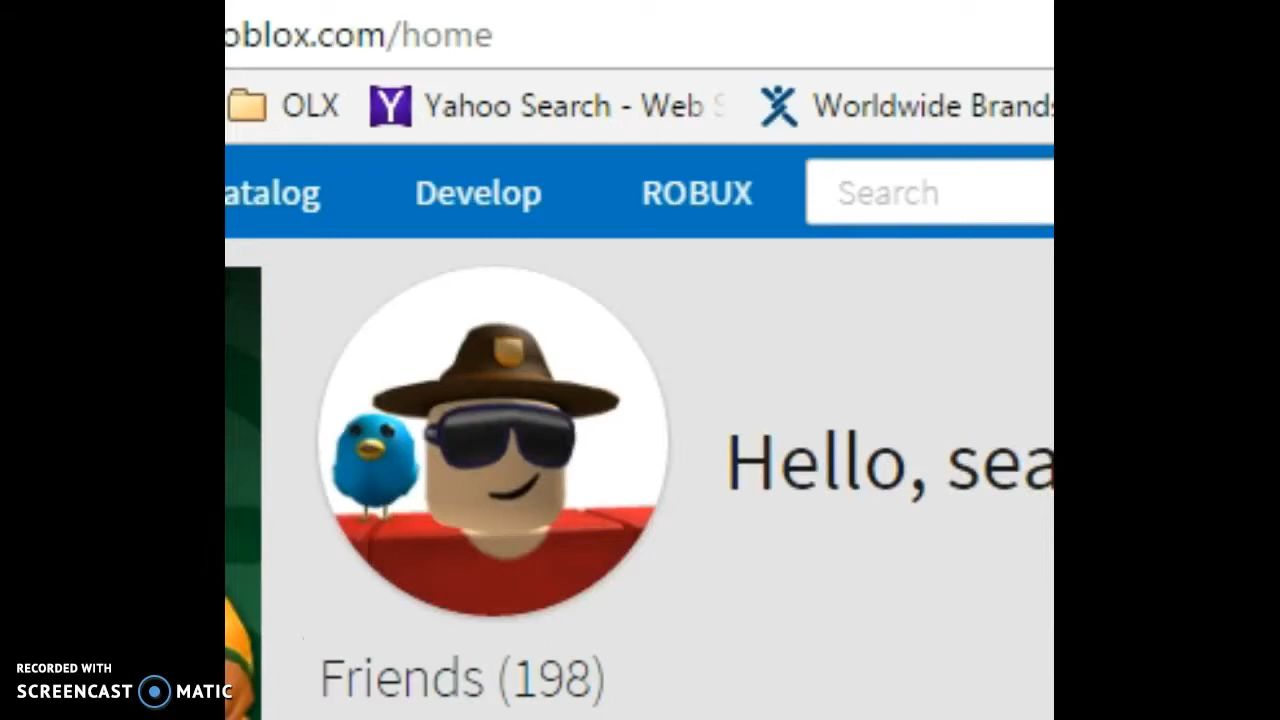 oblox.com/home
OLX Yahoo Search - Web S Worldwide Brands
atalog Develop ROBUX Search
Hello, sea
Friends (198)
RECORDED WITH
SCREENCAST MATIC